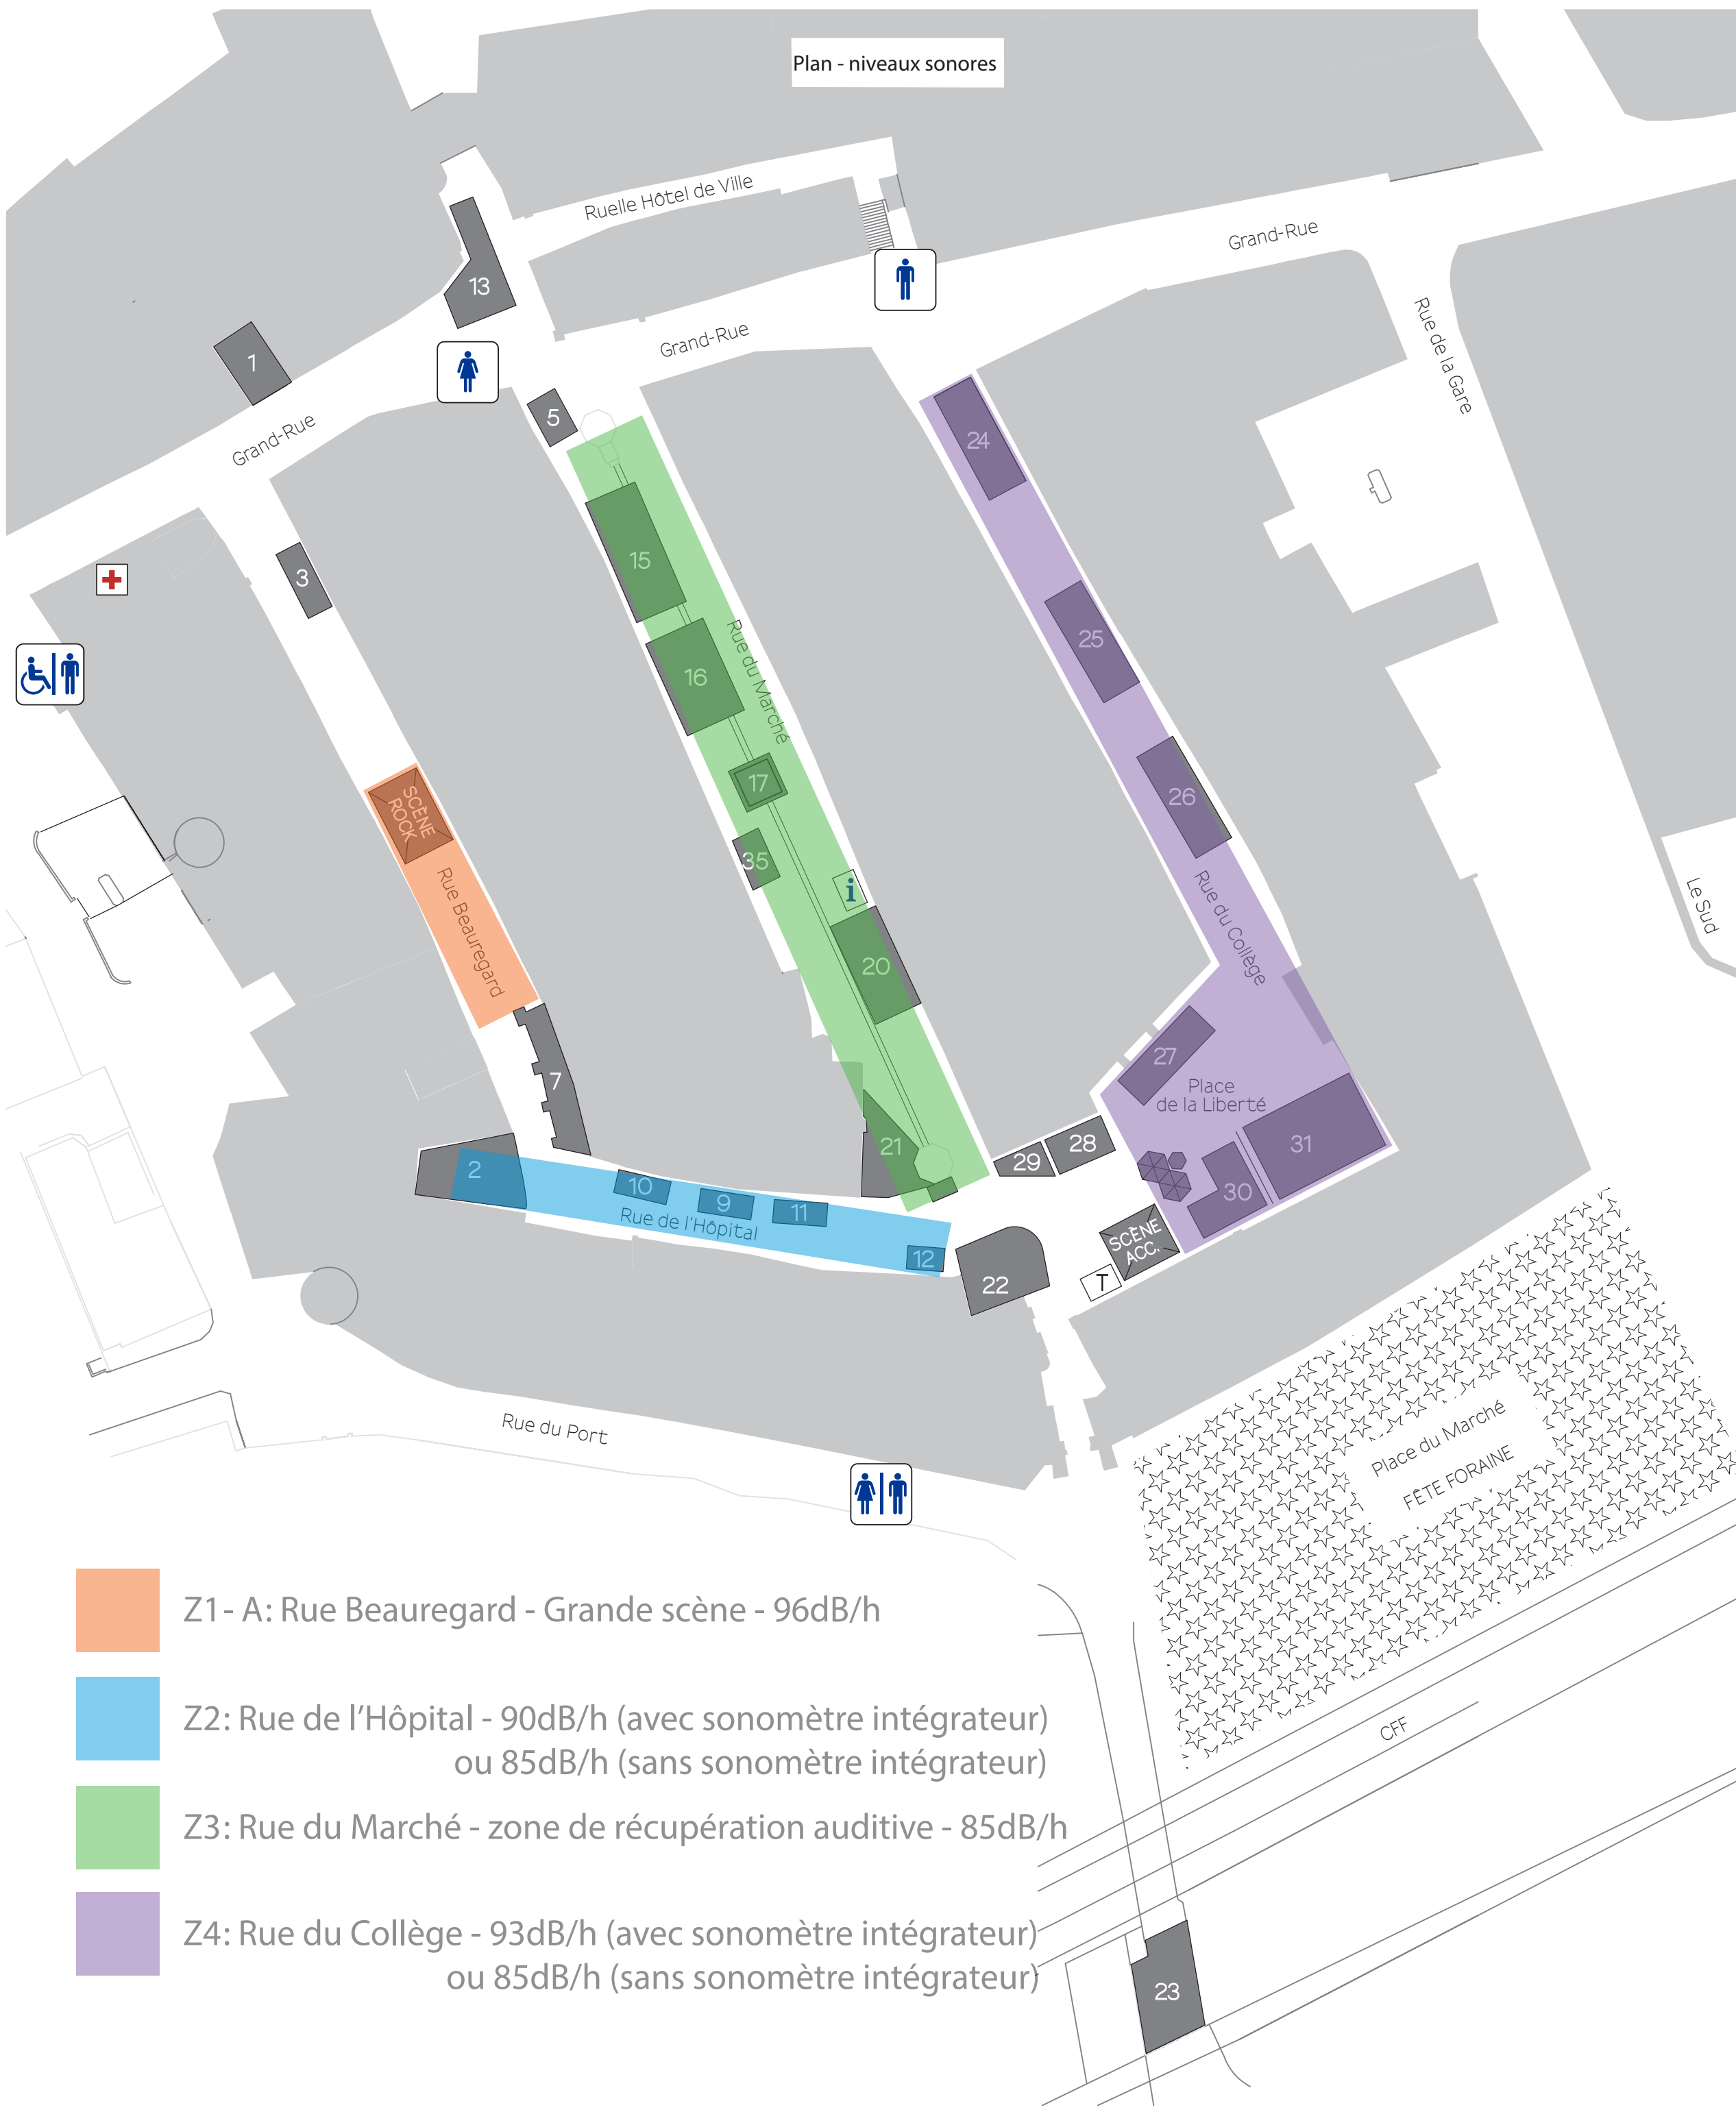 Plan - niveaux sonores
Ruelle Hôtel de Ville
Grand-Rue
13
Grand-Rue
1
Rue de la Gare
5
Grand-Rue
24
15
3
25
16
Rue du Marché
17
26
SCÈNE
ROCK
35
i
Rue du Collège
Le Sud
Rue Beauregard
20
27
7
Place
de la Liberté
21
28
31
29
2
10
9
11
30
Rue de l'Hôpital
SCÈNE
ACC.
12
22
T
Rue du Port
Place du Marché
FÊTE FORAINE
Z1- A: Rue Beauregard - Grande scène - 96dB/h
Z2: Rue de l'Hôpital - 90dB/h (avec sonomètre intégrateur)
ou 85dB/h (sans sonomètre intégrateur)
CFF
Z3: Rue du Marché - zone de récupération auditive - 85dB/h
Z4: Rue du Collège - 93dB/h (avec sonomètre intégrateur)
ou 85dB/h (sans sonomètre intégrateur)
23